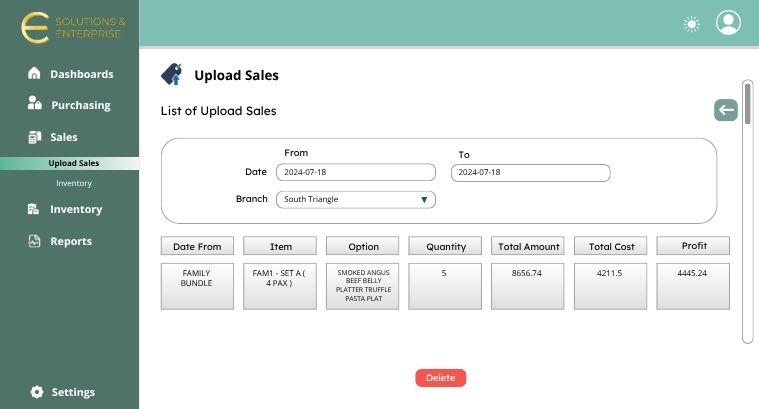 SOLUTIONS &
ENTERPRISE
Dashboards
Purchasing
Sales
Upload Sales
Inventory
Inventory
Reports
Settings
Upload Sales
List of Upload Sales
From To
Date 2024-07-18 2024-07-18
Branch South Triangle
Date From Item Option Quantity Total Amount Total Cost Profit
FAMILY BUNDLE
FAM1 - SET A ( 4 PAX )
SMOKED ANGUS
BEEF BELLY
PLATTER TRUFFLE
PASTA PLAT
5 8656.74 4211.5 4445.24
Delete